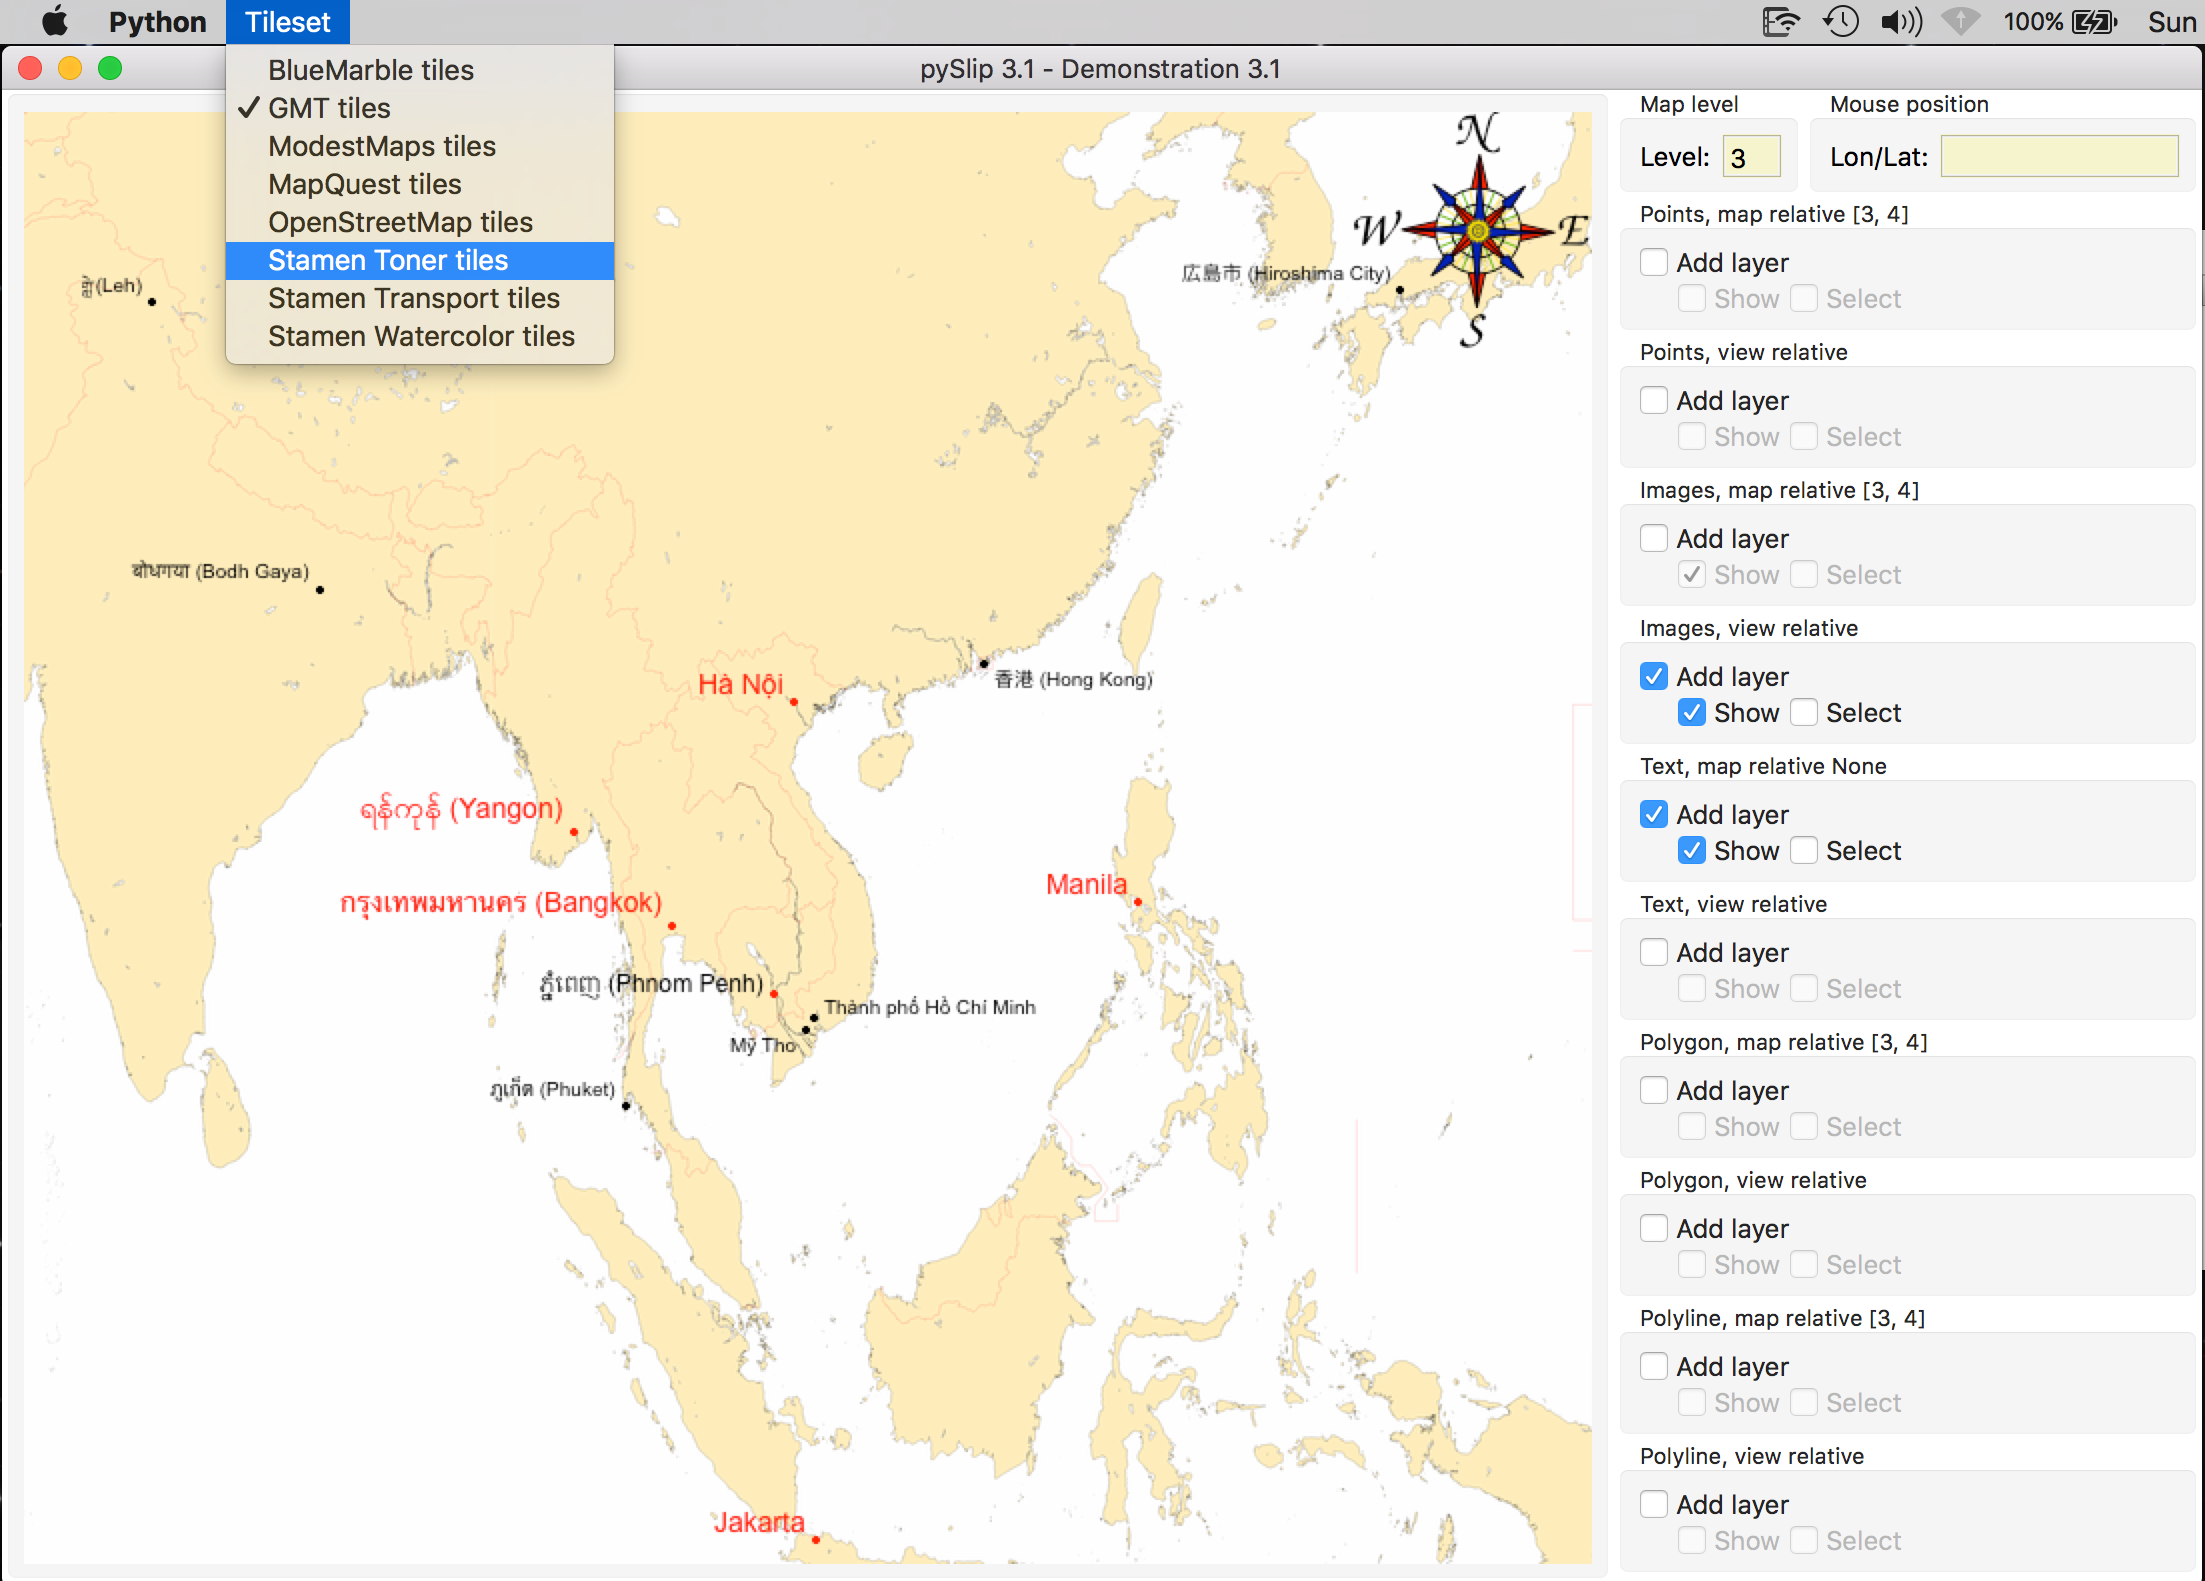 Python Tileset 100% Sun
pySlip 3.1 - Demonstration 3.1
BlueMarble tiles
GMT tiles
ModestMaps tiles
MapQuest tiles
OpenStreetMap tiles
Stamen Toner tiles
Stamen Transport tiles
Stamen Watercolor tiles
N
W E
S
(Leh)
広島市 (Hiroshima City)
बोधगया (Bodh Gaya)
Hà Nội
香港 (Hong Kong)
ရန်ကုန် (Yangon)
กรุงเทพมหานคร (Bangkok)
Manila
ភ្នំពេញ (Phnom Penh)
Thành phố Hồ Chí Minh
Mỹ Tho
ภูเก็ต (Phuket)
Jakarta
Map level
Level: 3
Mouse position
Lon/Lat:
Points, map relative [3, 4]
Add layer
Show Select
Points, view relative
Add layer
Show Select
Images, map relative [3, 4]
Add layer
Show Select
Images, view relative
Add layer
Show Select
Text, map relative None
Add layer
Show Select
Text, view relative
Add layer
Show Select
Polygon, map relative [3, 4]
Add layer
Show Select
Polygon, view relative
Add layer
Show Select
Polyline, map relative [3, 4]
Add layer
Show Select
Polyline, view relative
Add layer
Show Select